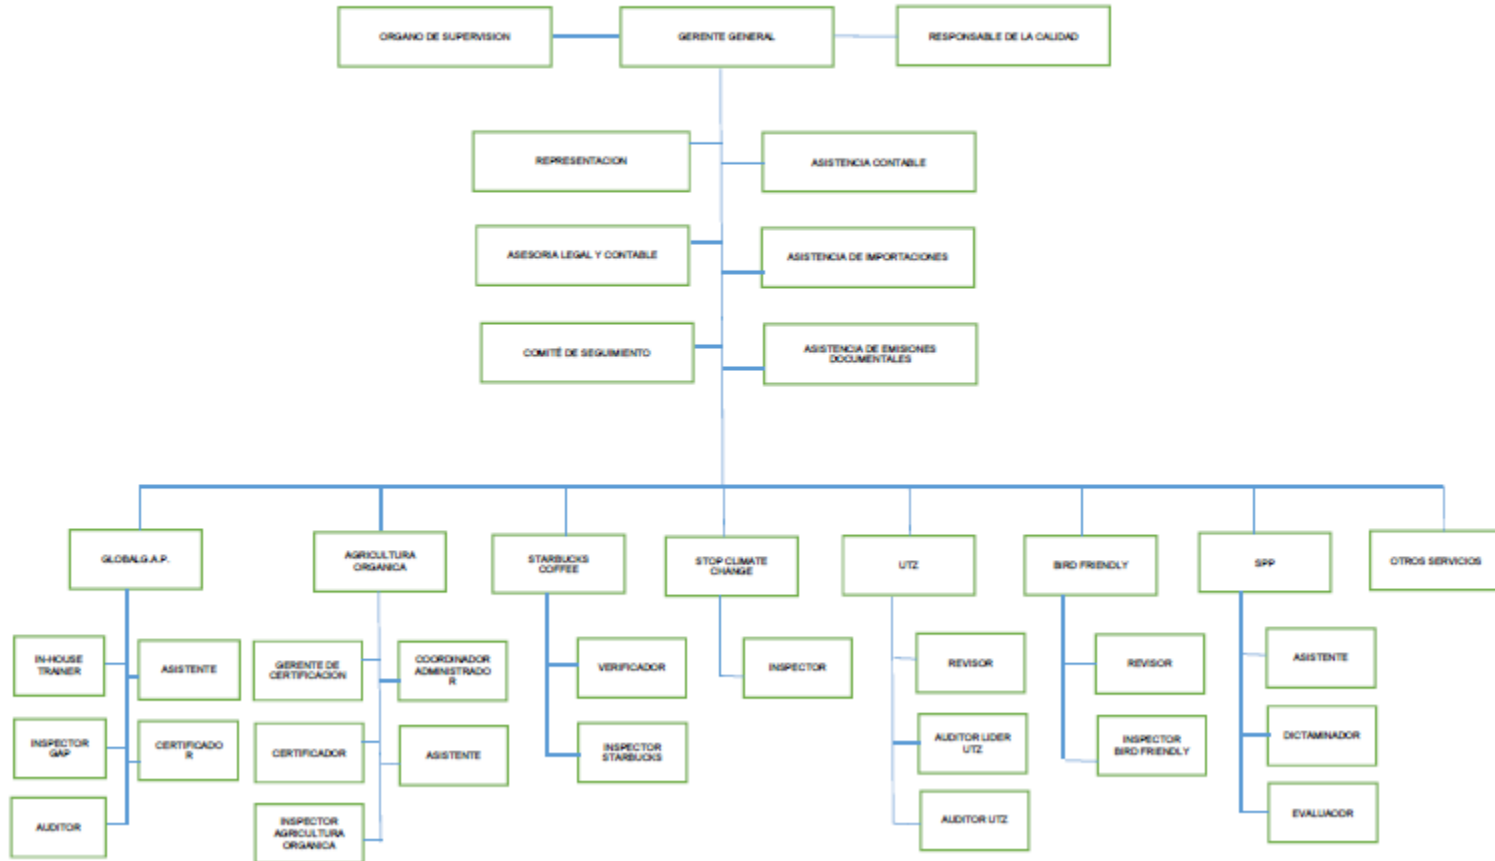 ORGANO DE SUPERVISION
GERENTE GENERAL
RESPONSABLE DE LA CALIDAD
REPRESENTACION
ASISTENCIA CONTABLE
ASESORIA LEGAL Y CONTABLE
ASISTENCIA DE IMPORTACIONES
COMITÉ DE SEGUIMIENTO
ASISTENCIA DE EMISIONES
DOCUMENTALES
GLOBALG.A.P.
AGRICULTURA
ORGANICA
STARBUCKS
COFFEE
STOP CLIMATE
CHANGE
UTZ
BIRD FRIENDLY
SPP
OTROS SERVICIOS
IN-HOUSE
TRAINER
ASISTENTE
GERENTE DE
CERTIFICACION
COORDINADOR
ADMINISTRADO
R
VERIFICADOR
INSPECTOR
REVISOR
REVISOR
ASISTENTE
INSPECTOR
GAP
CERTIFICADO
R
CERTIFICADOR
ASISTENTE
INSPECTOR
STARBUCKS
AUDITOR LIDER
UTZ
INSPECTOR
BIRD FRIENDLY
DICTAMINADOR
AUDITOR
INSPECTOR
AGRICULTURA
ORGANICA
AUDITOR UTZ
EVALUADOR